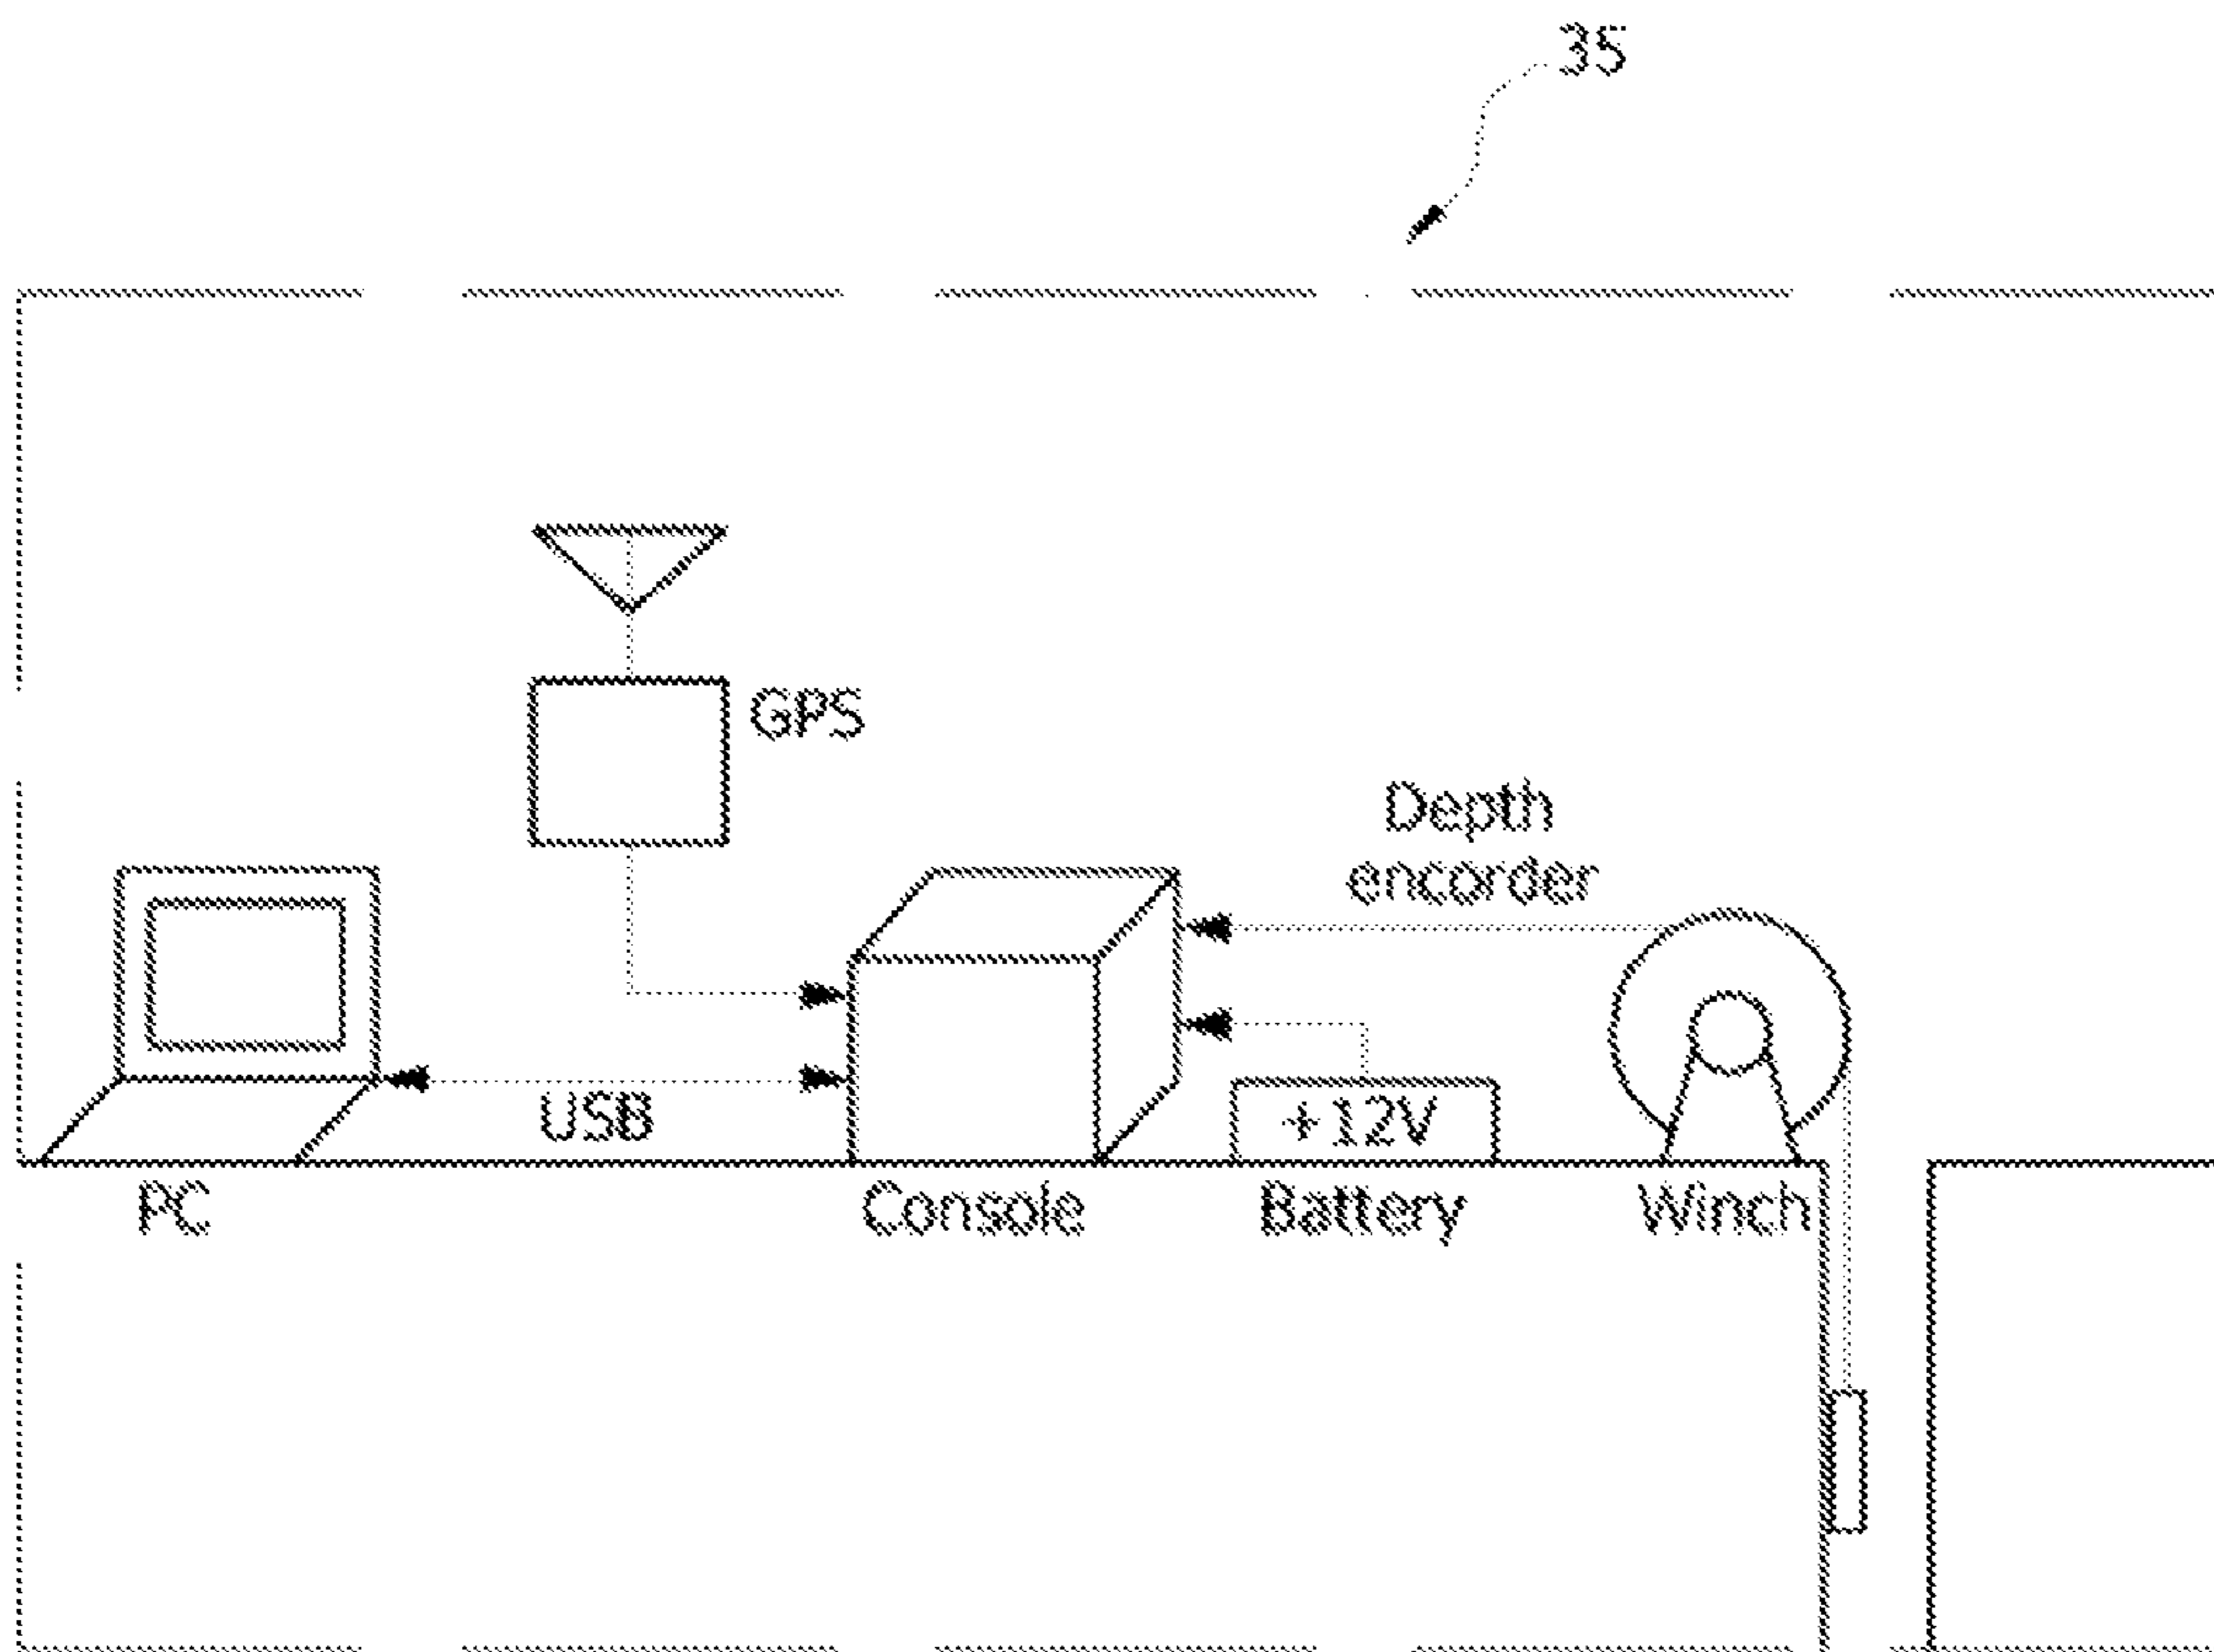 35
GPS
Depth
encorder
USB
+12V
PC
Console
Battery
Winch